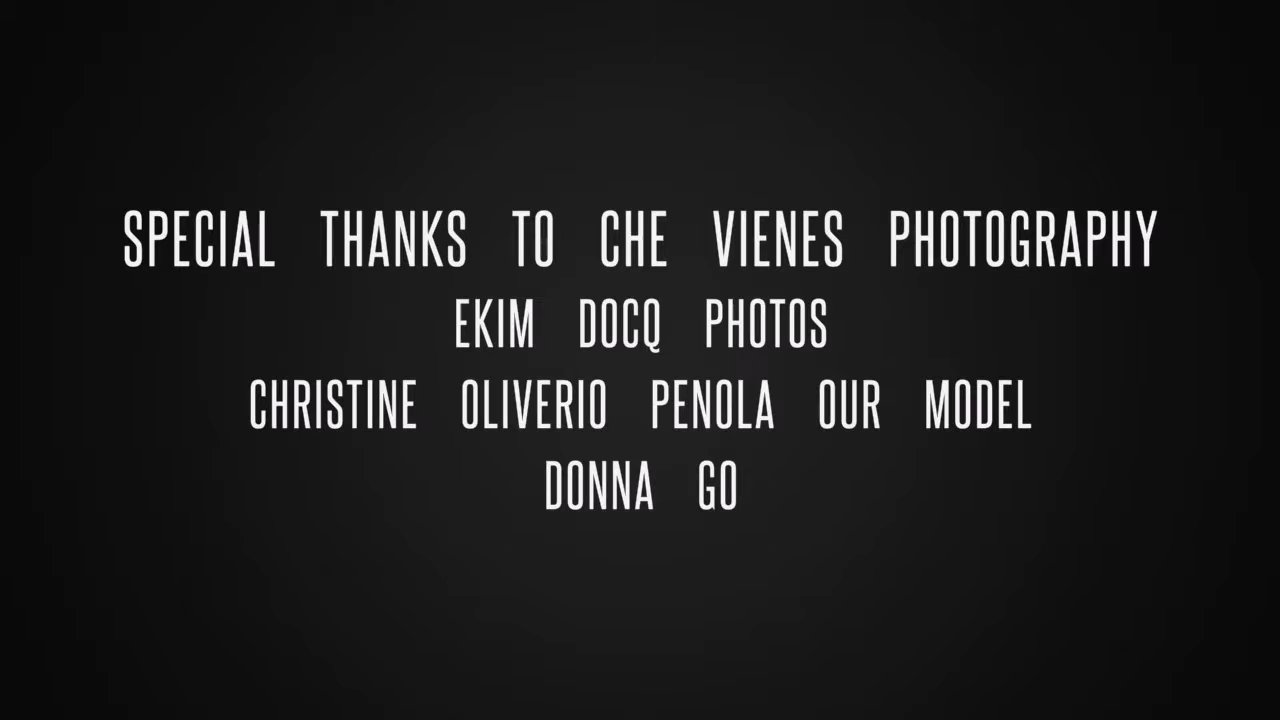 SPECIAL THANKS TO CHE VIENES PHOTOGRAPHY
EKIM DOCQ PHOTOS
CHRISTINE OLIVERIO PENOLA OUR MODEL
DONNA GO